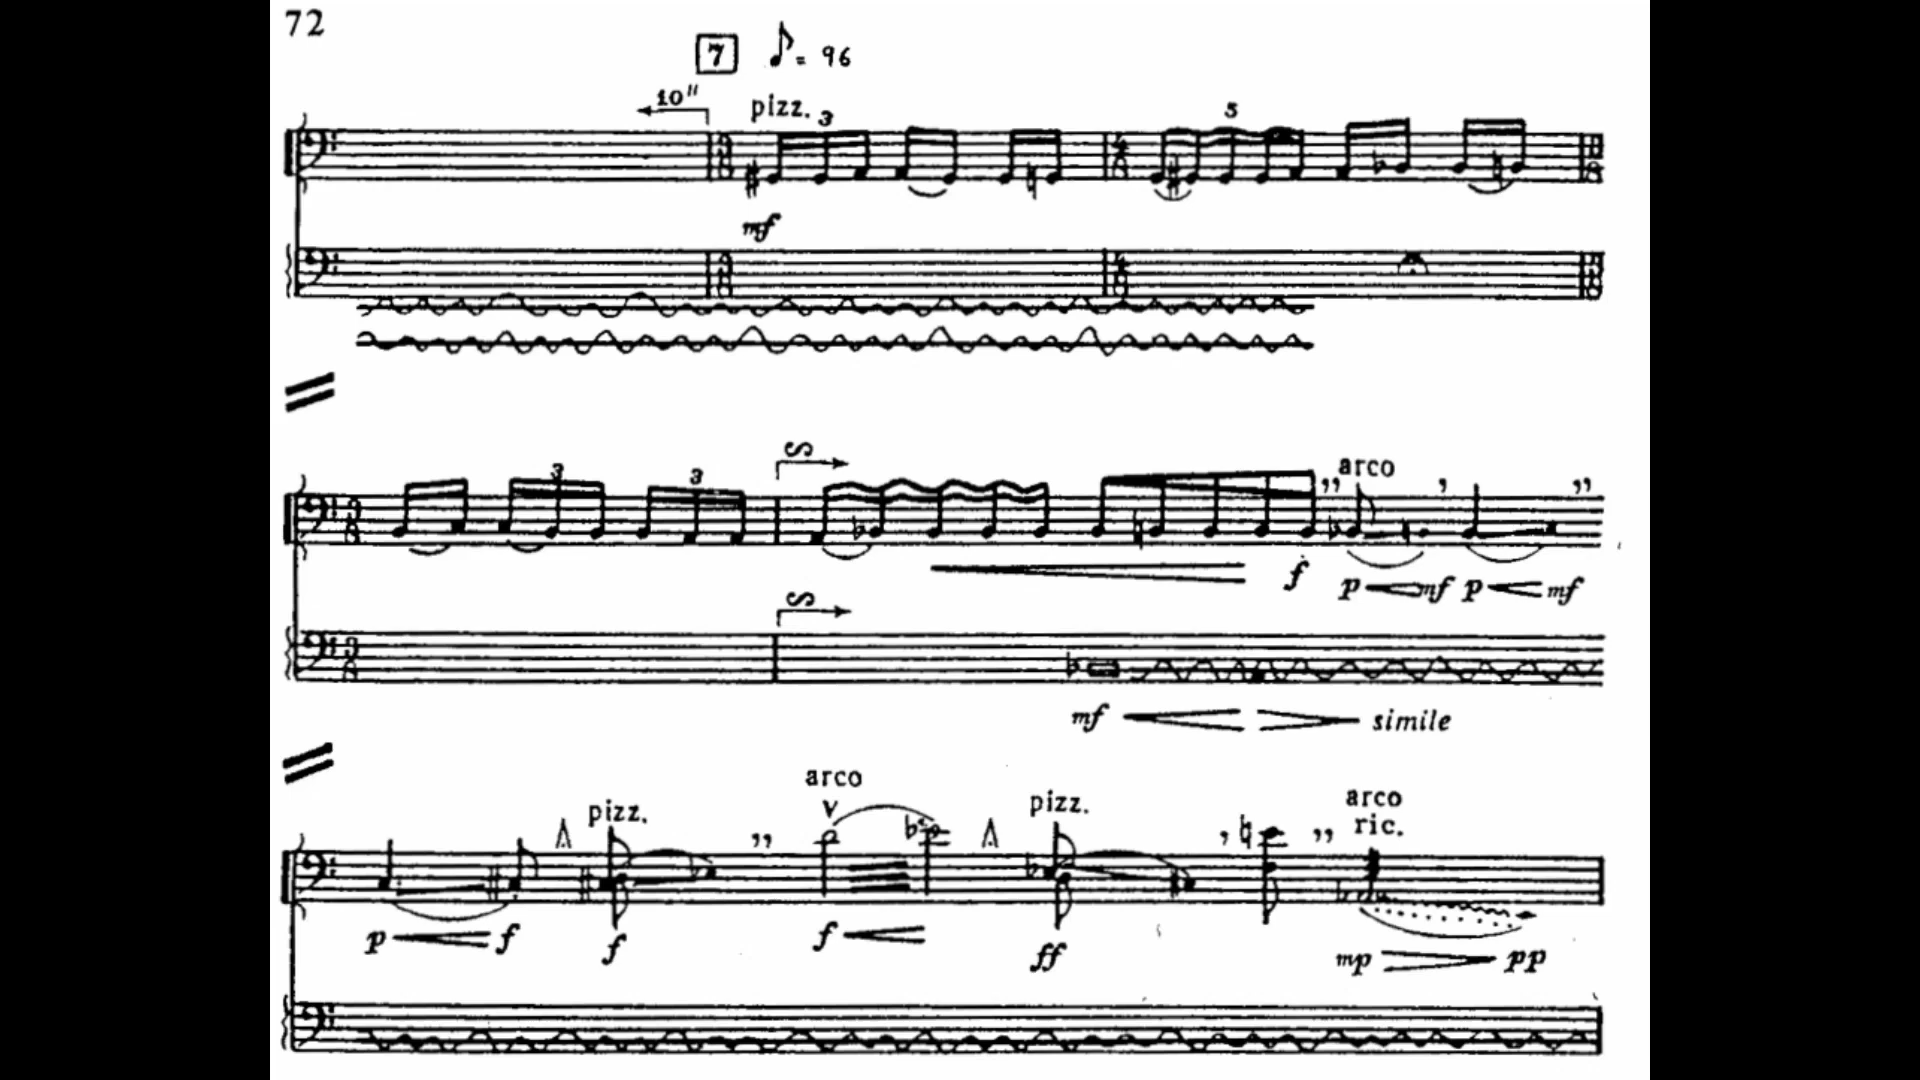 72
7 ♪= 96
10"
pizz. 3 5
mf
S
3 3 arco
f p mf p mf
S
mf simile
arco
pizz. V pizz. arco
ric.
p f f f ff mp pp